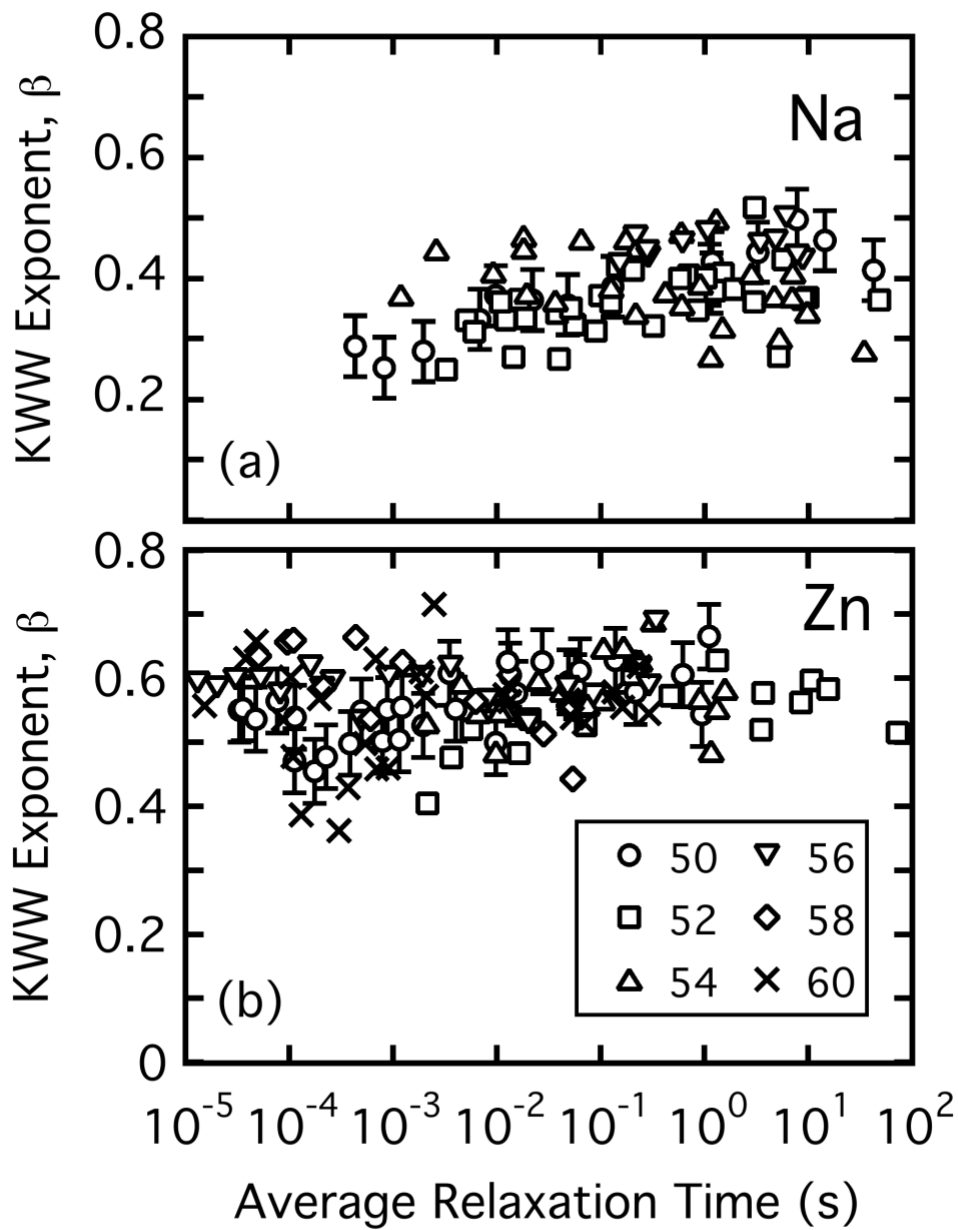 0.8
Na
KWW Exponent, β
0.6
0.4
0.2
(a)
0.8
Zn
KWW Exponent, β
0.6
0.4
50 56
52 58
54 60
0.2
(b)
0
10⁻⁵ 10⁻⁴ 10⁻³ 10⁻² 10⁻¹ 10⁰ 10¹ 10²
Average Relaxation Time (s)